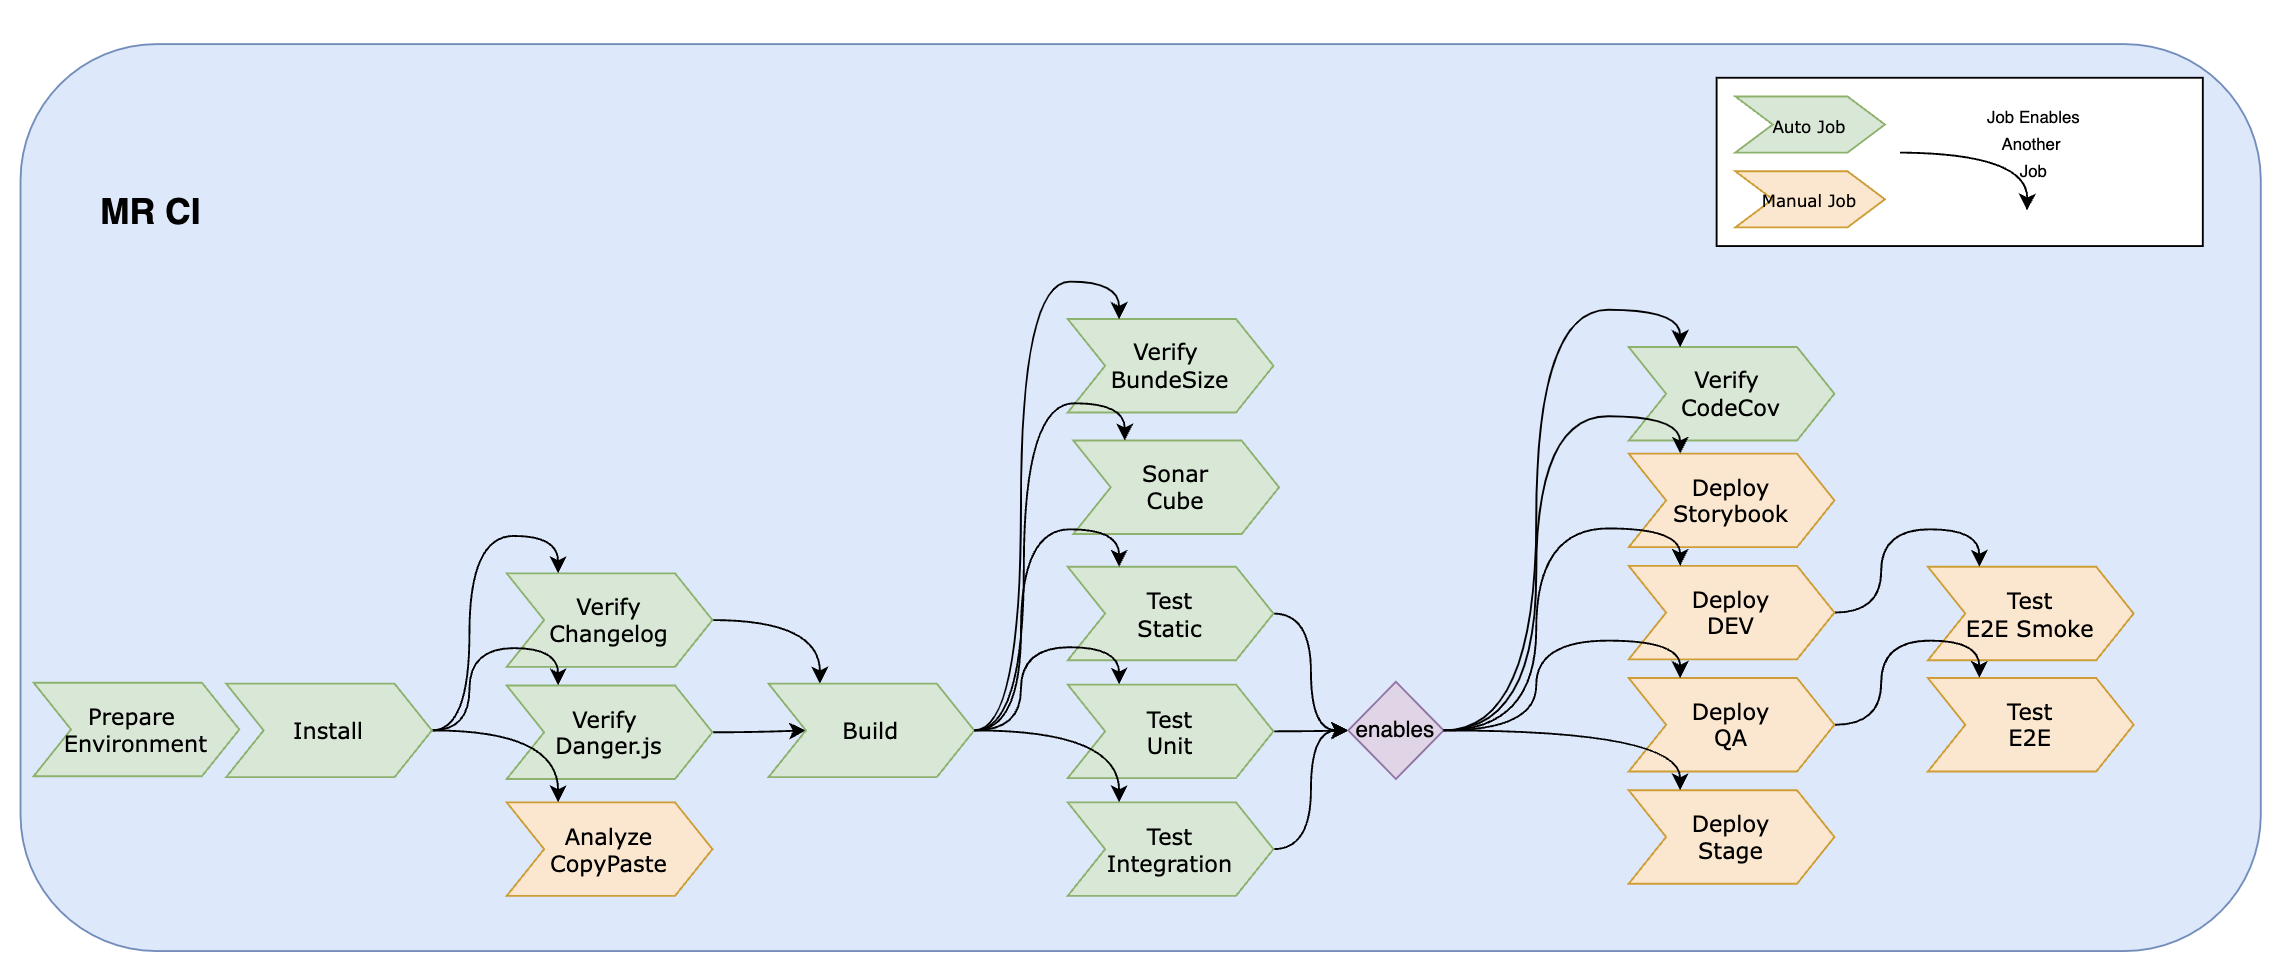 MR CI
Auto Job
Manual Job
Job Enables
Another
Job
Prepare
Environment
Install
Verify
Changelog
Verify
Danger.js
Analyze
CopyPaste
Build
Verify
BundeSize
Sonar
Cube
Test
Static
Test
Unit
Test
Integration
enables
Verify
CodeCov
Deploy
Storybook
Deploy
DEV
Deploy
QA
Deploy
Stage
Test
E2E Smoke
Test
E2E